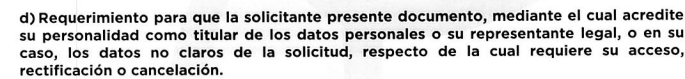 d) Requerimiento para que la solicitante presente documento, mediante el cual acredite
su personalidad como titular de los datos personales o su representante legal, o en su
caso, los datos no claros de la solicitud, respecto de la cual requiere su acceso,
rectificación o cancelación.